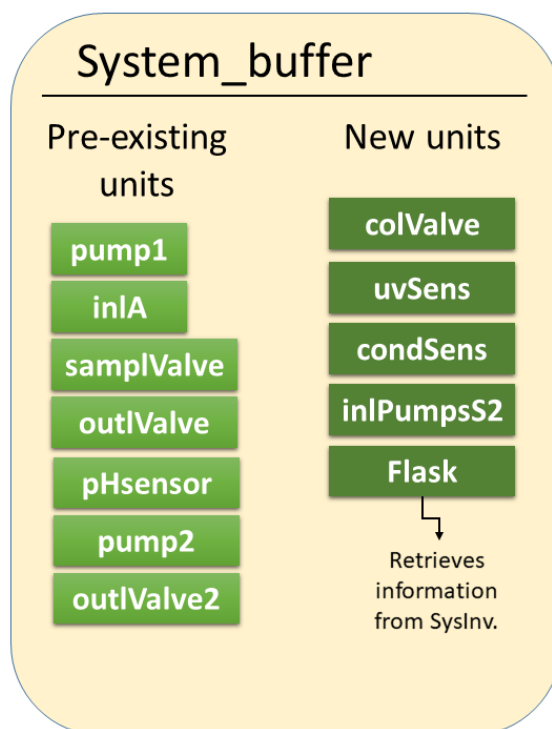 System_buffer
Pre-existing
units
pump1
inlA
samplValve
outlValve
pHsensor
pump2
outlValve2
New units
colValve
uvSens
condSens
inlPumpsS2
Flask
Retrieves
information
from SysInv.